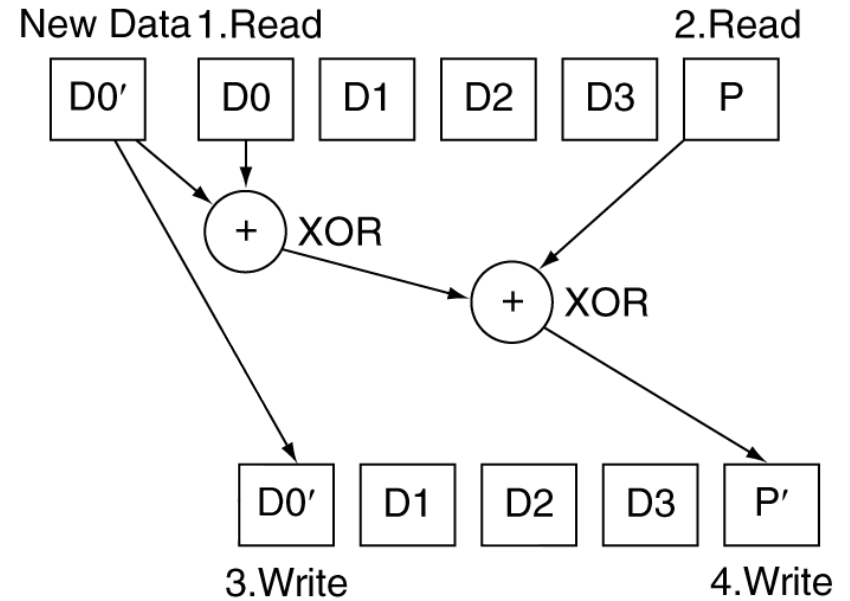 New Data 1.Read 2.Read
D0′ D0 D1 D2 D3 P
+ XOR
+ XOR
D0′ D1 D2 D3 P′
3.Write 4.Write